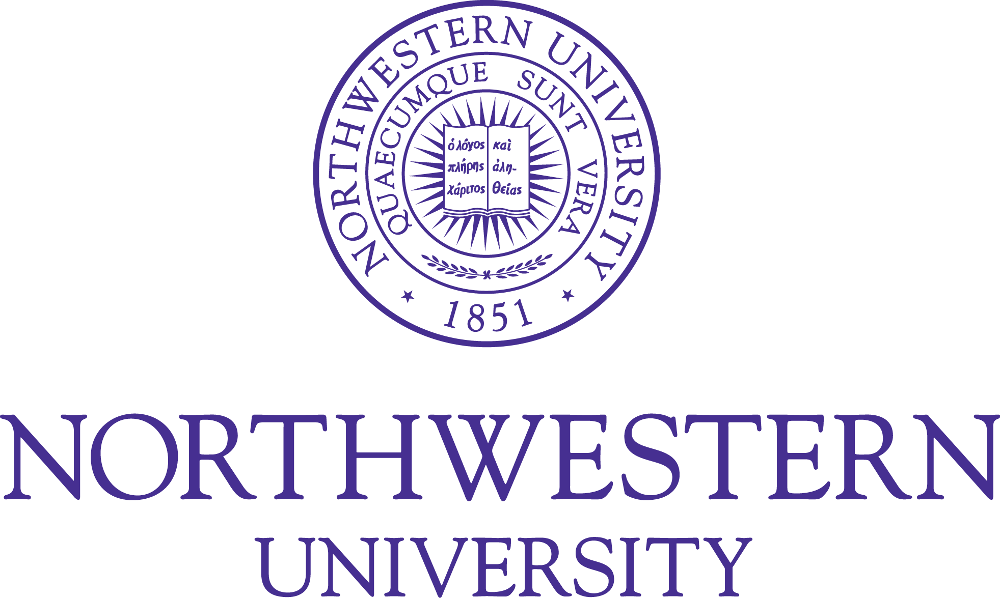 NORTHWESTERN UNIVERSITY
QUAECUMQUE SUNT VERA
ὁ λόγος
πλήρης
χάριτος
καὶ
ἀλη-
θείας
1851
NORTHWESTERN
UNIVERSITY